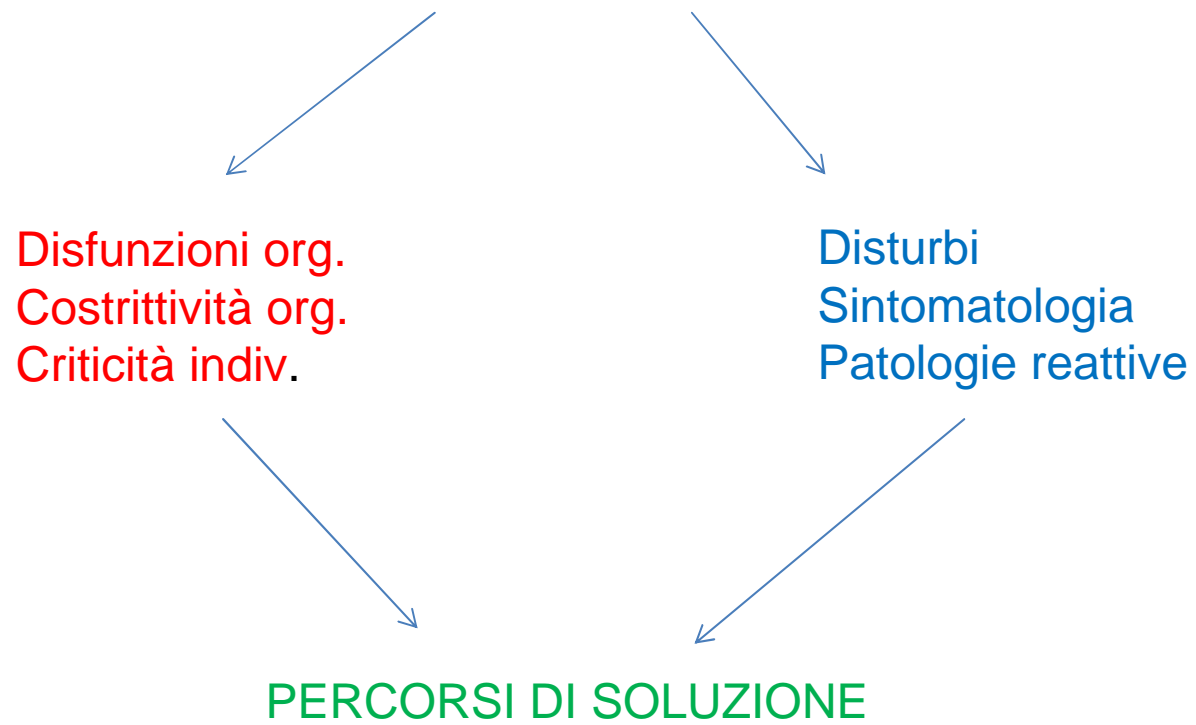 Disfunzioni org.
Costrittività org.
Criticità indiv.
Disturbi
Sintomatologia
Patologie reattive
PERCORSI DI SOLUZIONE